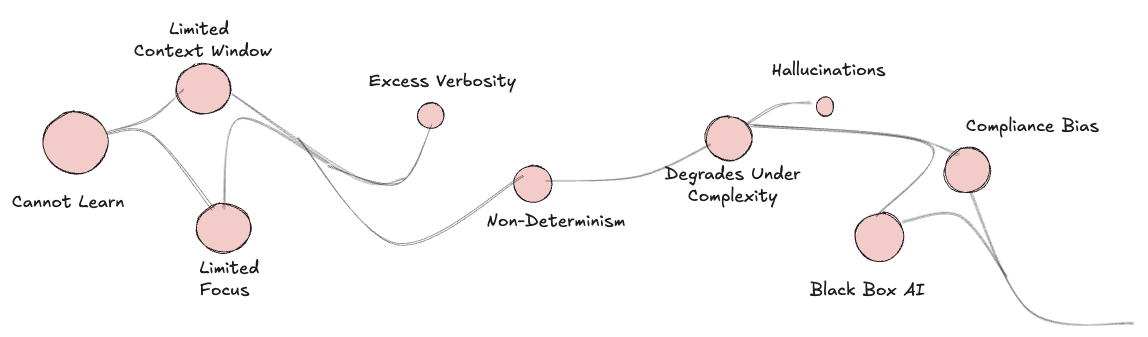 Limited
Context Window
Cannot Learn
Limited
Focus
Excess Verbosity
Non-Determinism
Hallucinations
Degrades Under
Complexity
Compliance Bias
Black Box AI